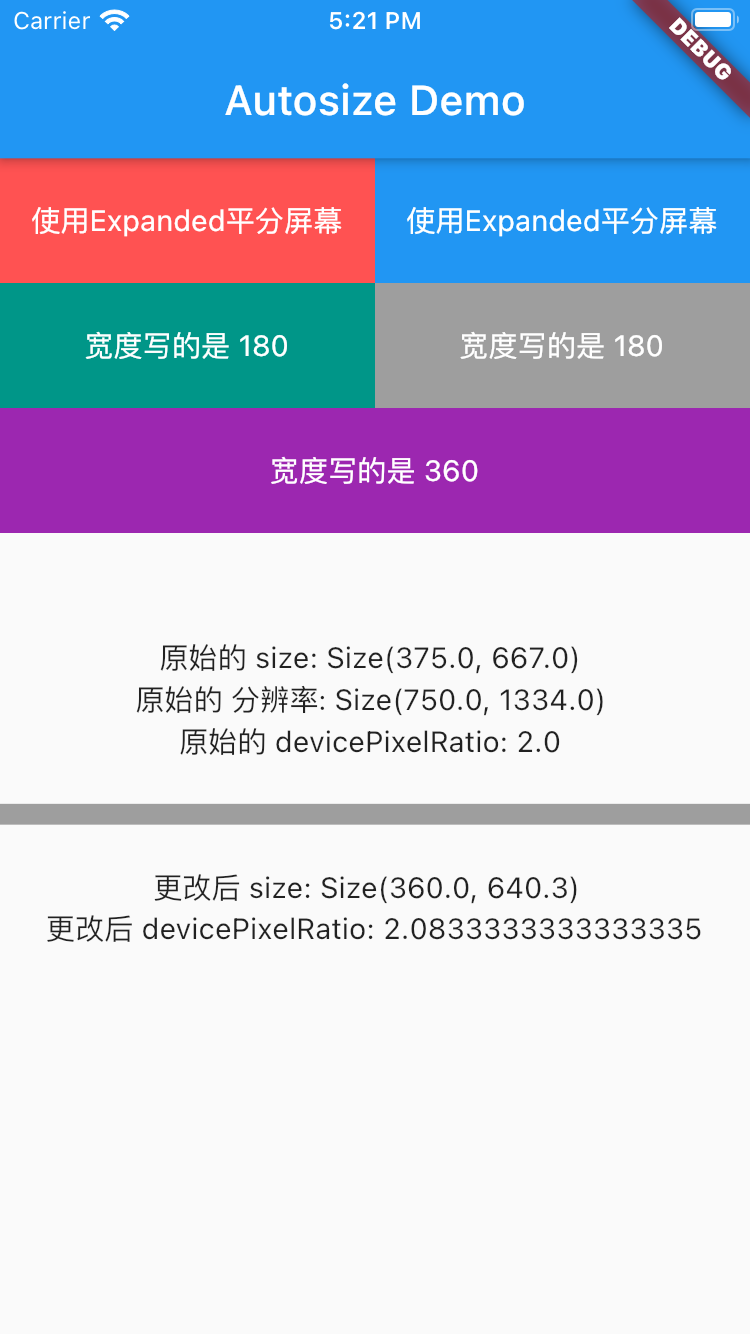 Carrier 5:21 PM
DEBUG
Autosize Demo
使用Expanded平分屏幕 使用Expanded平分屏幕
宽度写的是 180 宽度写的是 180
宽度写的是 360
原始的 size: Size(375.0, 667.0)
原始的 分辨率: Size(750.0, 1334.0)
原始的 devicePixelRatio: 2.0
更改后 size: Size(360.0, 640.3)
更改后 devicePixelRatio: 2.0833333333333335